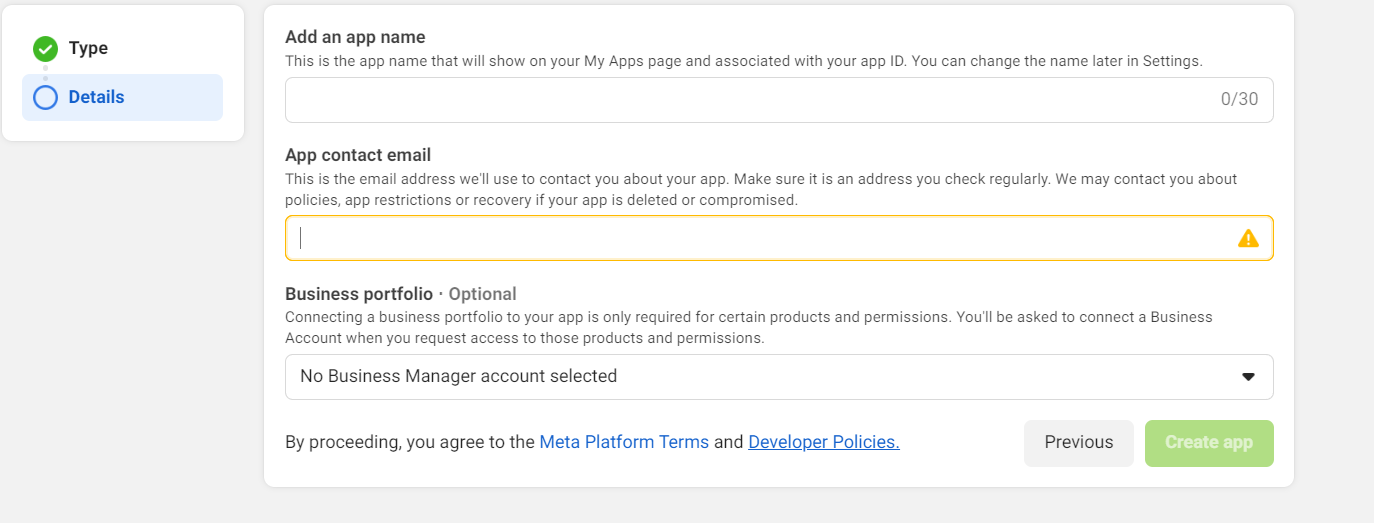 Type
Details
Add an app name
This is the app name that will show on your My Apps page and associated with your app ID. You can change the name later in Settings.
0/30
App contact email
This is the email address we'll use to contact you about your app. Make sure it is an address you check regularly. We may contact you about
policies, app restrictions or recovery if your app is deleted or compromised.
Business portfolio · Optional
Connecting a business portfolio to your app is only required for certain products and permissions. You'll be asked to connect a Business
Account when you request access to those products and permissions.
No Business Manager account selected
By proceeding, you agree to the Meta Platform Terms and Developer Policies.
Previous
Create app